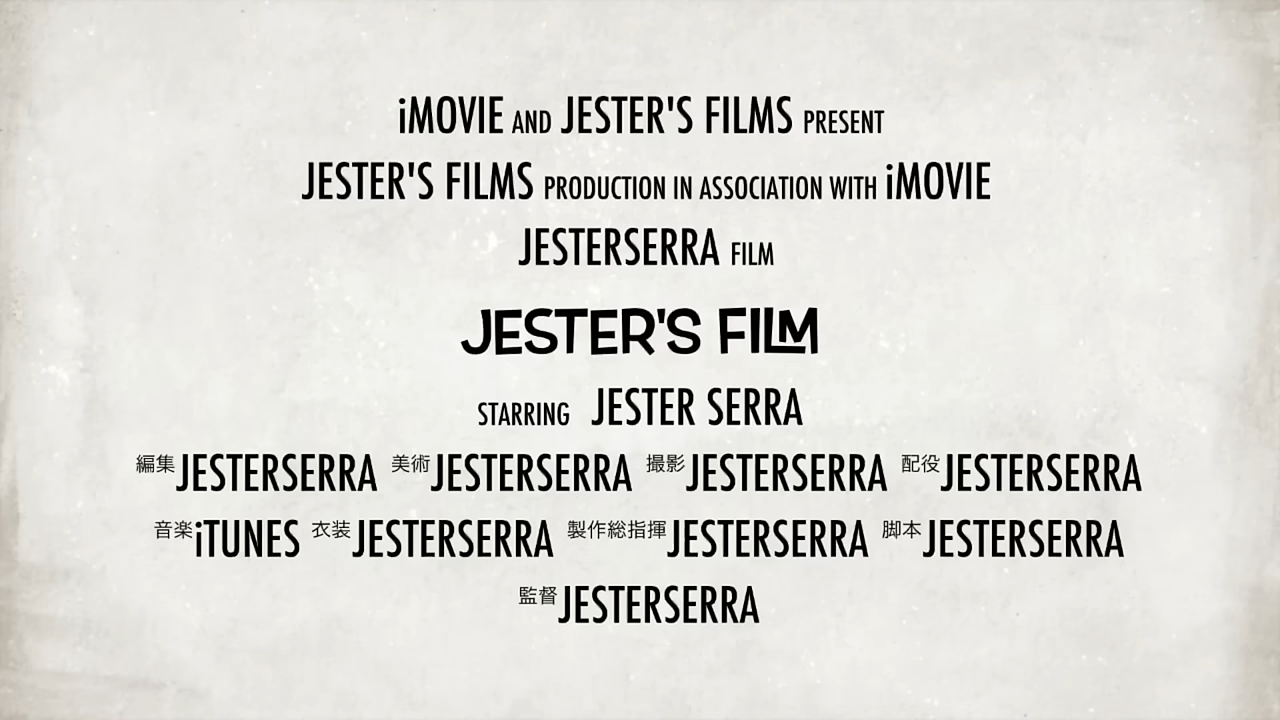 iMOVIE AND JESTER'S FILMS PRESENT
JESTER'S FILMS PRODUCTION IN ASSOCIATION WITH iMOVIE
JESTERSERRA FILM
JESTER'S FILM
STARRING JESTER SERRA
編集JESTERSERRA 美術JESTERSERRA 撮影JESTERSERRA 配役JESTERSERRA
音楽iTUNES 衣装JESTERSERRA 製作総指揮JESTERSERRA 脚本JESTERSERRA
監督JESTERSERRA